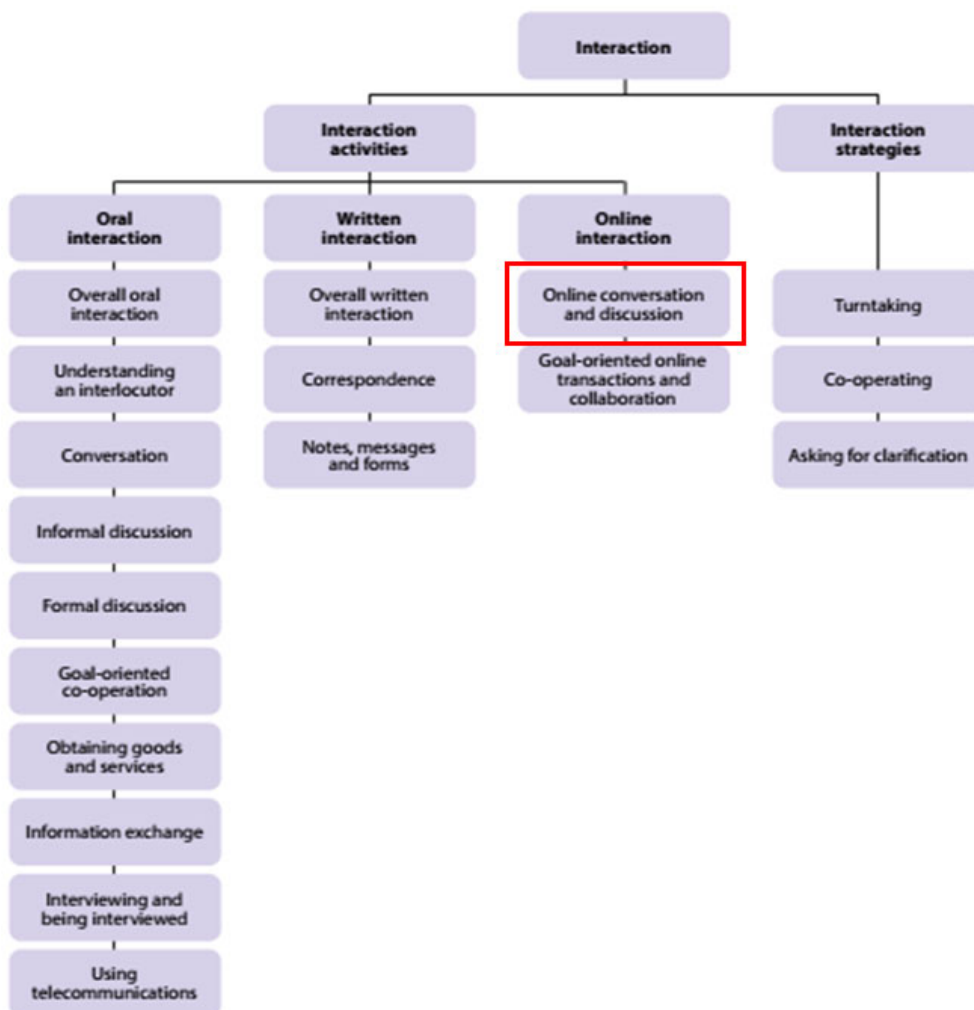 Interaction
Interaction
activities
Interaction
strategies
Oral
interaction
Written
interaction
Online
interaction
Overall oral
interaction
Understanding
an interlocutor
Conversation
Informal discussion
Formal discussion
Goal-oriented
co-operation
Obtaining goods
and services
Information exchange
Interviewing and
being interviewed
Using
telecommunications
Overall written
interaction
Correspondence
Notes, messages
and forms
Online conversation
and discussion
Goal-oriented online
transactions and
collaboration
Turntaking
Co-operating
Asking for clarification